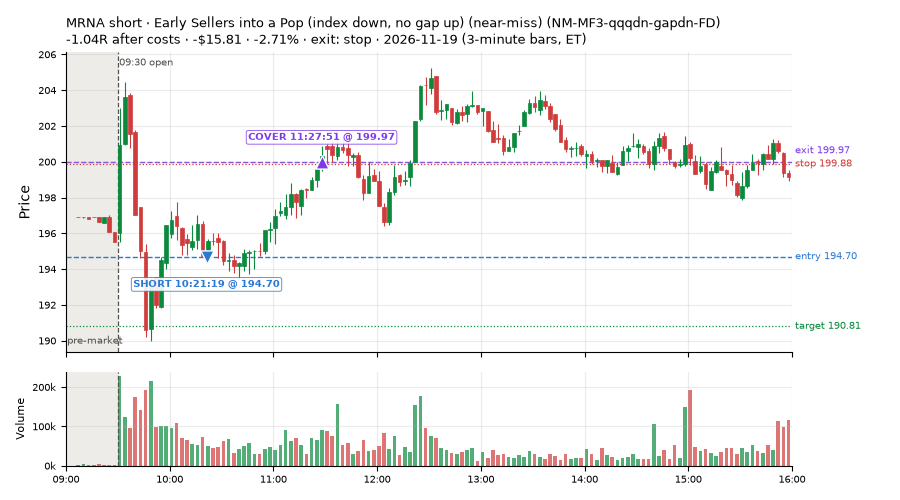 MRNA short · Early Sellers into a Pop (index down, no gap up) (near-miss) (NM-MF3-qqqdn-gapdn-FD)
-1.04R after costs · -$15.81 · -2.71% · exit: stop · 2026-11-19 (3-minute bars, ET)
206
09:30 open
204
COVER 11:27:51 @ 199.97
202
exit 199.97
200
stop 199.88
Price
198
196
entry 194.70
194
SHORT 10:21:19 @ 194.70
192
target 190.81
190
pre-market
200k
Volume
100k
0k
09:00 10:00 11:00 12:00 13:00 14:00 15:00 16:00